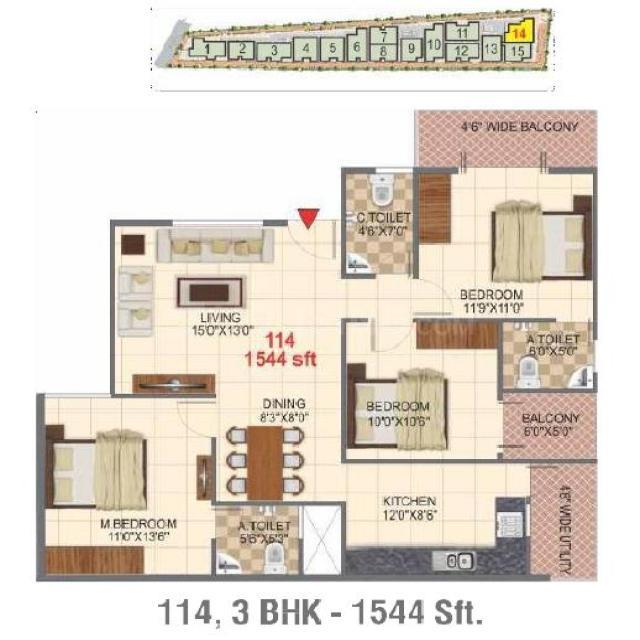 1
2
3
4
5
6
7
8
9
10
11
12
13
14
15
4'6" WIDE BALCONY
C.TOILET
4'6"X7'0"
BEDROOM
11'9"X11'0"
LIVING
15'0"X13'0"
114
1544 sft
A.TOILET
6'0"X5'0"
DINING
8'3"X8'0"
BEDROOM
10'0"X10'6"
BALCONY
6'0"X5'0"
KITCHEN
12'0"X8'6"
4'6" WIDE UTILITY
M.BEDROOM
11'0"X13'6"
A.TOILET
5'6"X5'3"
114, 3 BHK - 1544 Sft.